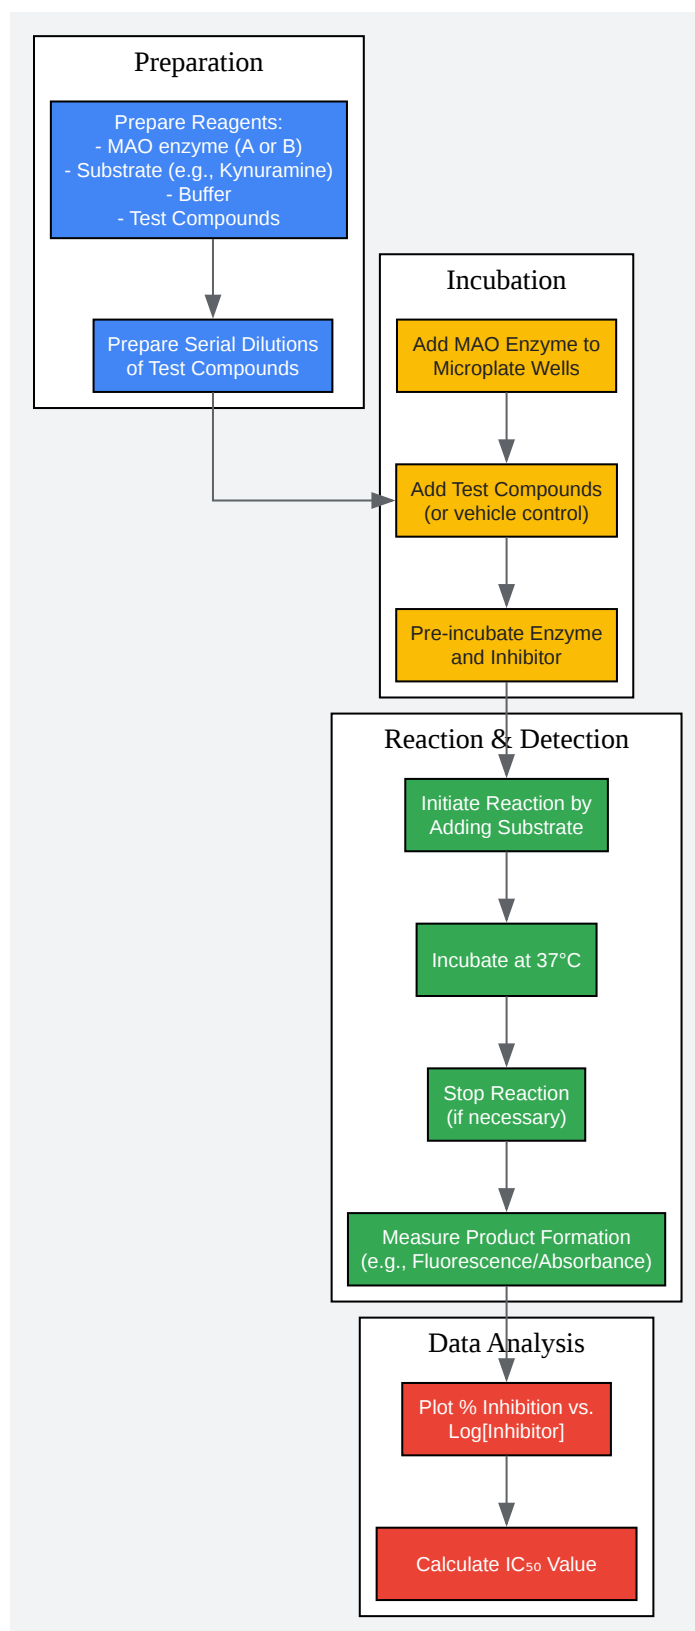 Preparation
Prepare Reagents:
- MAO enzyme (A or B)
- Substrate (e.g., Kynuramine)
- Buffer
- Test Compounds
Prepare Serial Dilutions
of Test Compounds
Incubation
Add MAO Enzyme to
Microplate Wells
Add Test Compounds
(or vehicle control)
Pre-incubate Enzyme
and Inhibitor
Reaction & Detection
Initiate Reaction by
Adding Substrate
Incubate at 37°C
Stop Reaction
(if necessary)
Measure Product Formation
(e.g., Fluorescence/Absorbance)
Data Analysis
Plot % Inhibition vs.
Log[Inhibitor]
Calculate IC₅₀ Value